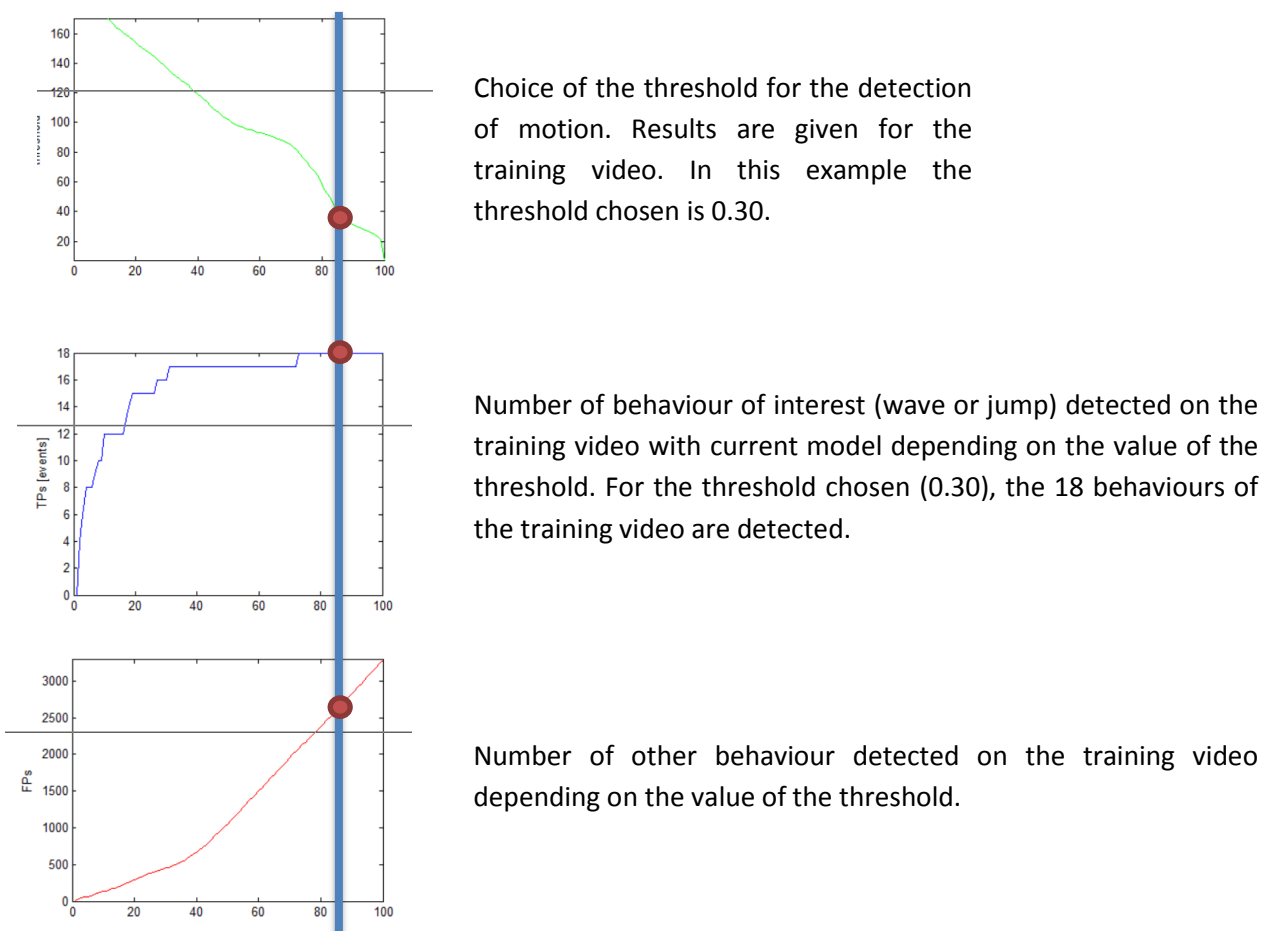 160
140
120
100
80
60
40
20
0 20 40 60 80 100
threshold
Choice of the threshold for the detection
of motion. Results are given for the
training video. In this example the
threshold chosen is 0.30.
18
16
14
12
10
8
6
4
2
0
0 20 40 60 80 100
TPs [events]
Number of behaviour of interest (wave or jump) detected on the
training video with current model depending on the value of the
threshold. For the threshold chosen (0.30), the 18 behaviours of
the training video are detected.
3000
2500
2000
1500
1000
500
0
0 20 40 60 80 100
FPs
Number of other behaviour detected on the training video
depending on the value of the threshold.